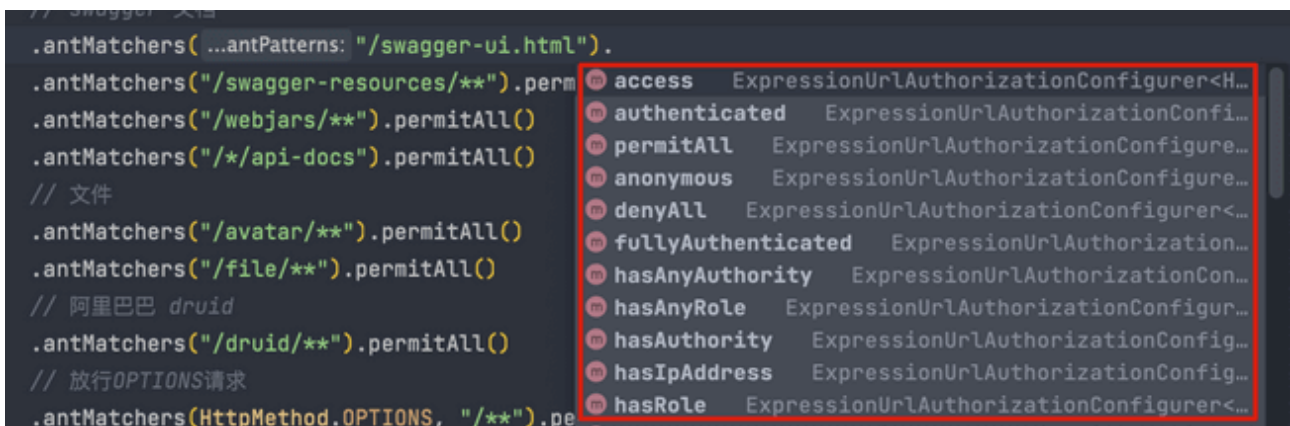 // swagger 文档
.antMatchers( ...antPatterns: "/swagger-ui.html").
.antMatchers("/swagger-resources/**").perm
.antMatchers("/webjars/**").permitAll()
.antMatchers("/*/api-docs").permitAll()
// 文件
.antMatchers("/avatar/**").permitAll()
.antMatchers("/file/**").permitAll()
// 阿里巴巴 druid
.antMatchers("/druid/**").permitAll()
// 放行OPTIONS请求
.antMatchers(HttpMethod.OPTIONS, "/**").pe
m access ExpressionUrlAuthorizationConfigurer<H…
m authenticated ExpressionUrlAuthorizationConfi…
m permitAll ExpressionUrlAuthorizationConfigure…
m anonymous ExpressionUrlAuthorizationConfigure…
m denyAll ExpressionUrlAuthorizationConfigurer<…
m fullyAuthenticated ExpressionUrlAuthorization…
m hasAnyAuthority ExpressionUrlAuthorizationCon…
m hasAnyRole ExpressionUrlAuthorizationConfigur…
m hasAuthority ExpressionUrlAuthorizationConfig…
m hasIpAddress ExpressionUrlAuthorizationConfig…
m hasRole ExpressionUrlAuthorizationConfigurer<…